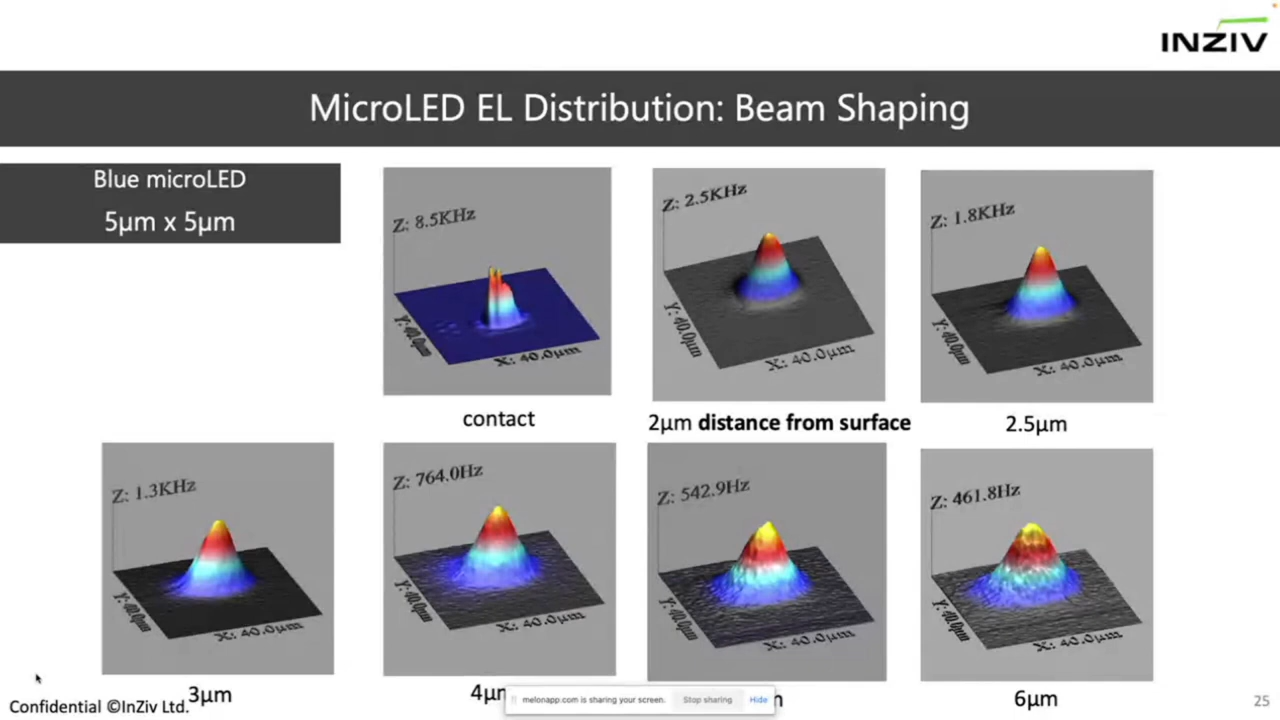 INZIV
MicroLED EL Distribution: Beam Shaping
Blue microLED
5µm x 5µm
Z: 8.5KHz
Y: 40.0µm
X: 40.0µm
contact
Z: 2.5KHz
Y: 40.0µm
X: 40.0µm
2µm distance from surface
Z: 1.8KHz
Y: 40.0µm
X: 40.0µm
2.5µm
Z: 1.3KHz
Y: 40.0µm
X: 40.0µm
3µm
Z: 764.0Hz
Y: 40.0µm
X: 40.0µm
Z: 542.9Hz
Y: 40.0µm
X: 40.0µm
Z: 461.8Hz
Y: 40.0µm
X: 40.0µm
6µm
melonapp.com is sharing your screen. Stop sharing Hide
Confidential ©InZiv Ltd.
25